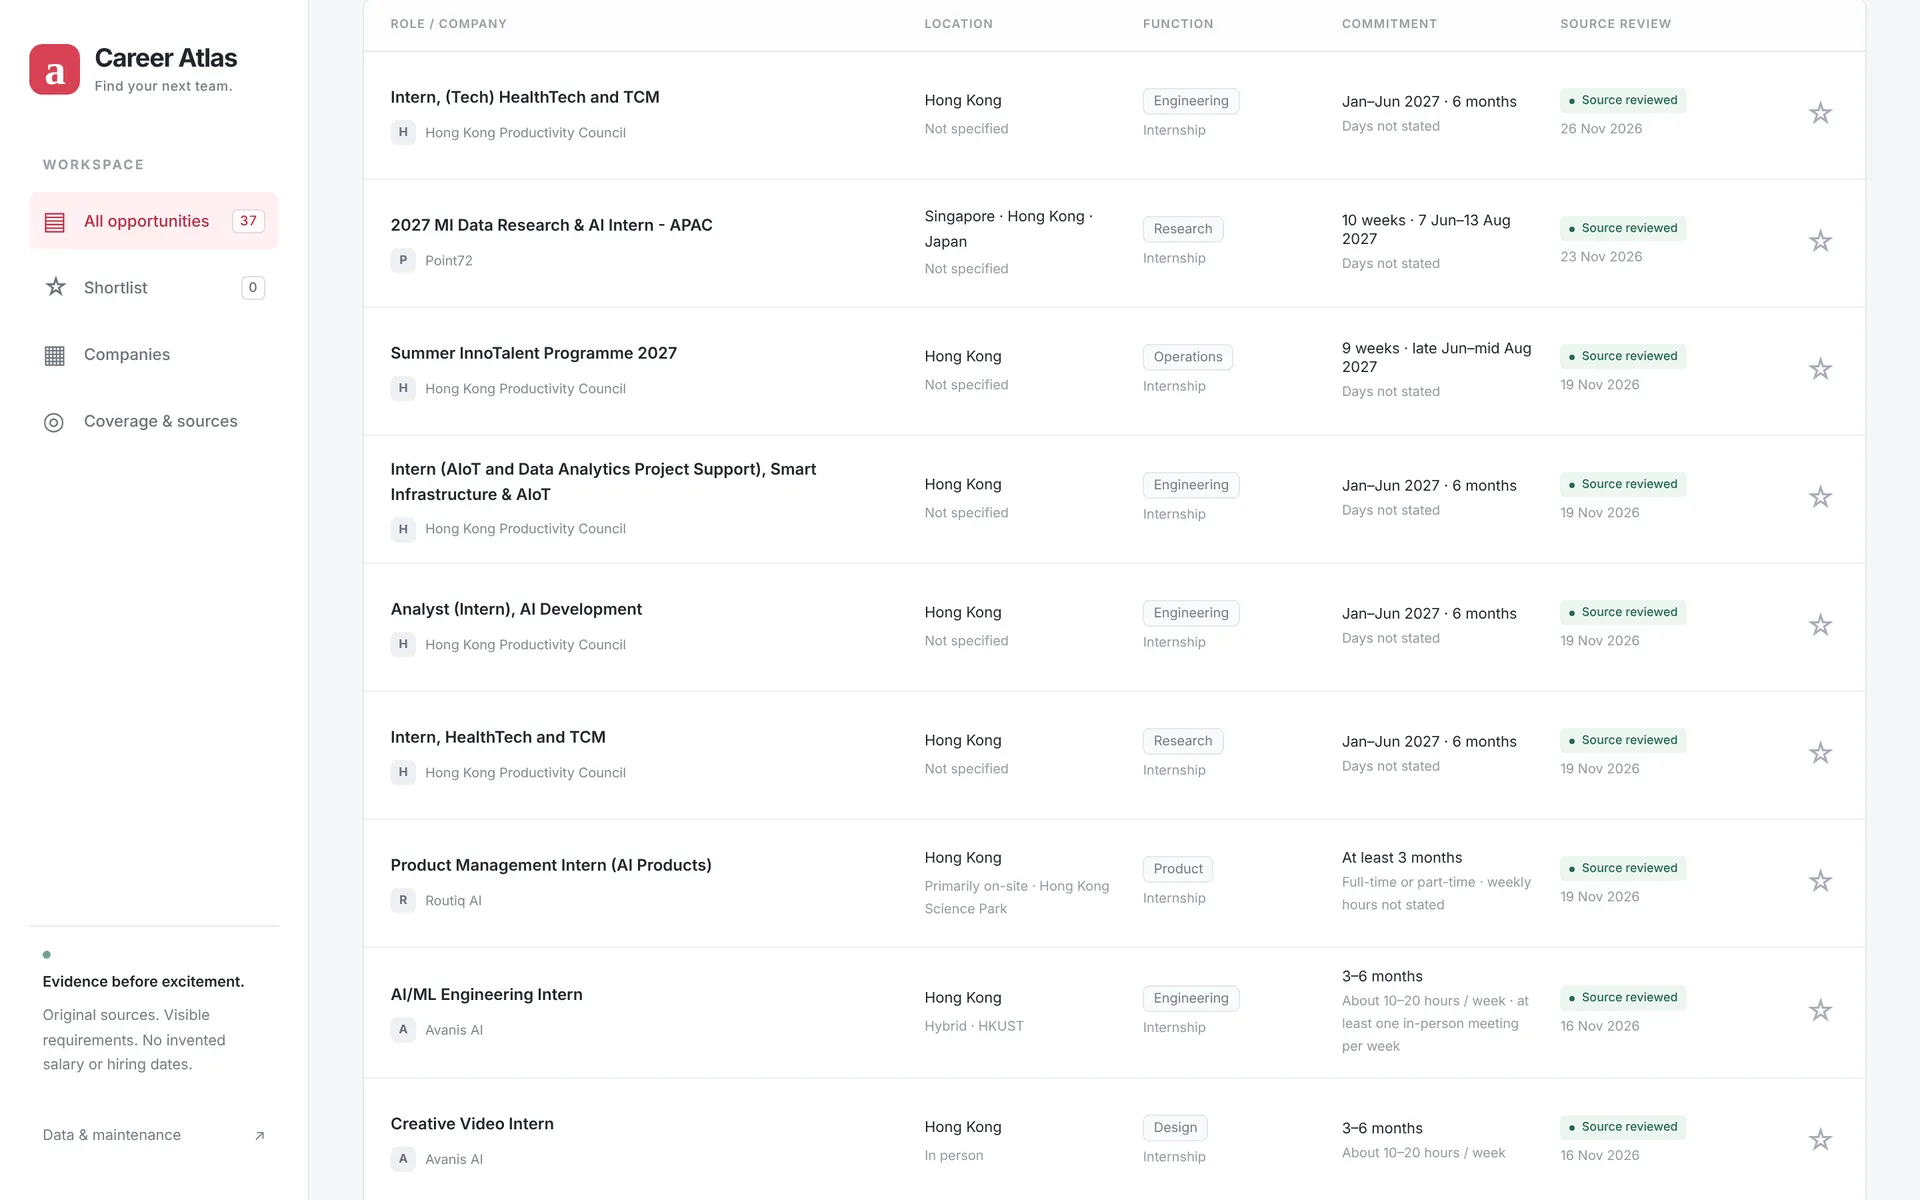 a
Career Atlas
Find your next team.
WORKSPACE
All opportunities 37
Shortlist 0
Companies
Coverage & sources
Evidence before excitement.
Original sources. Visible
requirements. No invented
salary or hiring dates.
Data & maintenance ↗
ROLE / COMPANY LOCATION FUNCTION COMMITMENT SOURCE REVIEW
Intern, (Tech) HealthTech and TCM
H Hong Kong Productivity Council
Hong Kong
Not specified
Engineering
Internship
Jan–Jun 2027 · 6 months
Days not stated
Source reviewed
26 Nov 2026
2027 MI Data Research & AI Intern - APAC
P Point72
Singapore · Hong Kong ·
Japan
Not specified
Research
Internship
10 weeks · 7 Jun–13 Aug
2027
Days not stated
Source reviewed
23 Nov 2026
Summer InnoTalent Programme 2027
H Hong Kong Productivity Council
Hong Kong
Not specified
Operations
Internship
9 weeks · late Jun–mid Aug
2027
Days not stated
Source reviewed
19 Nov 2026
Intern (AIoT and Data Analytics Project Support), Smart
Infrastructure & AIoT
H Hong Kong Productivity Council
Hong Kong
Not specified
Engineering
Internship
Jan–Jun 2027 · 6 months
Days not stated
Source reviewed
19 Nov 2026
Analyst (Intern), AI Development
H Hong Kong Productivity Council
Hong Kong
Not specified
Engineering
Internship
Jan–Jun 2027 · 6 months
Days not stated
Source reviewed
19 Nov 2026
Intern, HealthTech and TCM
H Hong Kong Productivity Council
Hong Kong
Not specified
Research
Internship
Jan–Jun 2027 · 6 months
Days not stated
Source reviewed
19 Nov 2026
Product Management Intern (AI Products)
R Routiq AI
Hong Kong
Primarily on-site · Hong Kong
Science Park
Product
Internship
At least 3 months
Full-time or part-time · weekly
hours not stated
Source reviewed
19 Nov 2026
AI/ML Engineering Intern
A Avanis AI
Hong Kong
Hybrid · HKUST
Engineering
Internship
3–6 months
About 10–20 hours / week · at
least one in-person meeting
per week
Source reviewed
16 Nov 2026
Creative Video Intern
A Avanis AI
Hong Kong
In person
Design
Internship
3–6 months
About 10–20 hours / week
Source reviewed
16 Nov 2026